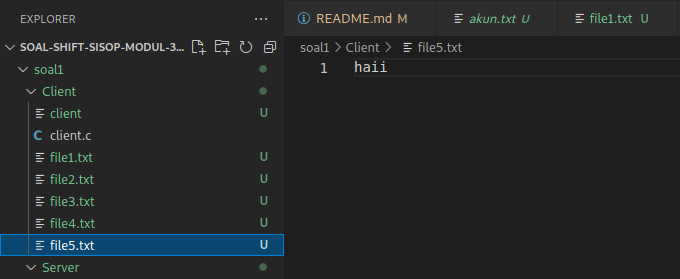 EXPLORER
SOAL-SHIFT-SISOP-MODUL-3...
soal1
Client
client U
C client.c
file1.txt U
file2.txt U
file3.txt U
file4.txt U
file5.txt U
Server
README.md M
akun.txt U
file1.txt U
soal1 > Client > file5.txt
1 haii